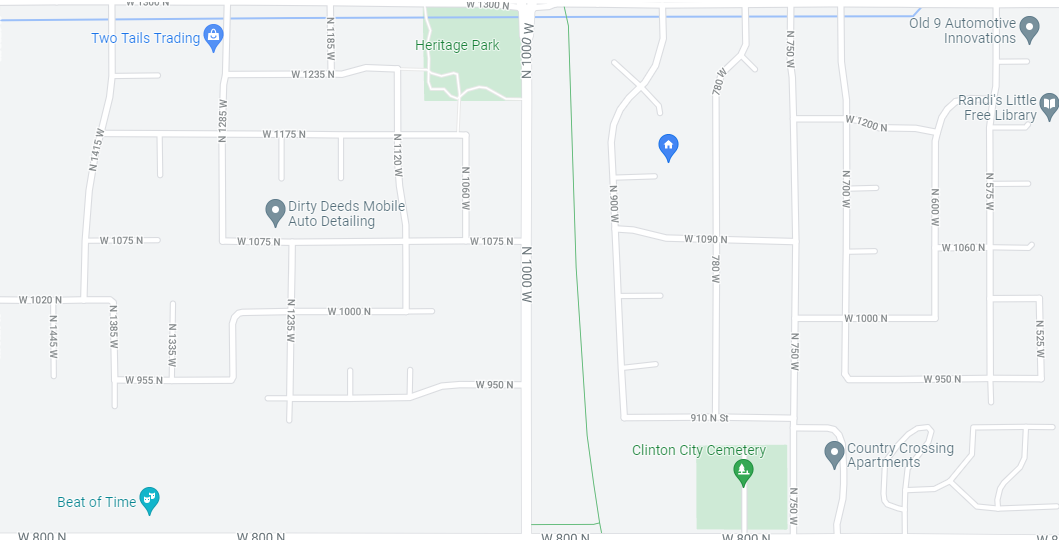 W 1300 N
W 1300 N
Two Tails Trading
N 1185 W
Heritage Park
N 1000 W
N 750 W
Old 9 Automotive
Innovations
W 1235 N
780 W
Randi's Little
Free Library
N 1285 W
W 1200 N
N 1415 W
W 1175 N
N 1120 W
N 1060 W
N 900 W
N 700 W
N 600 W
N 575 W
Dirty Deeds Mobile
Auto Detailing
W 1075 N
W 1075 N
W 1075 N
W 1090 N
W 1060 N
N 1000 W
780 W
W 1020 N
N 1445 W
N 1385 W
N 1335 W
N 1235 W
W 1000 N
W 1000 N
N 750 W
N 525 W
W 955 N
W 950 N
W 950 N
910 N St
Clinton City Cemetery
Country Crossing
Apartments
Beat of Time
N 750 W
W 800 N
W 800 N
W 800 N
W 800 N
W 8